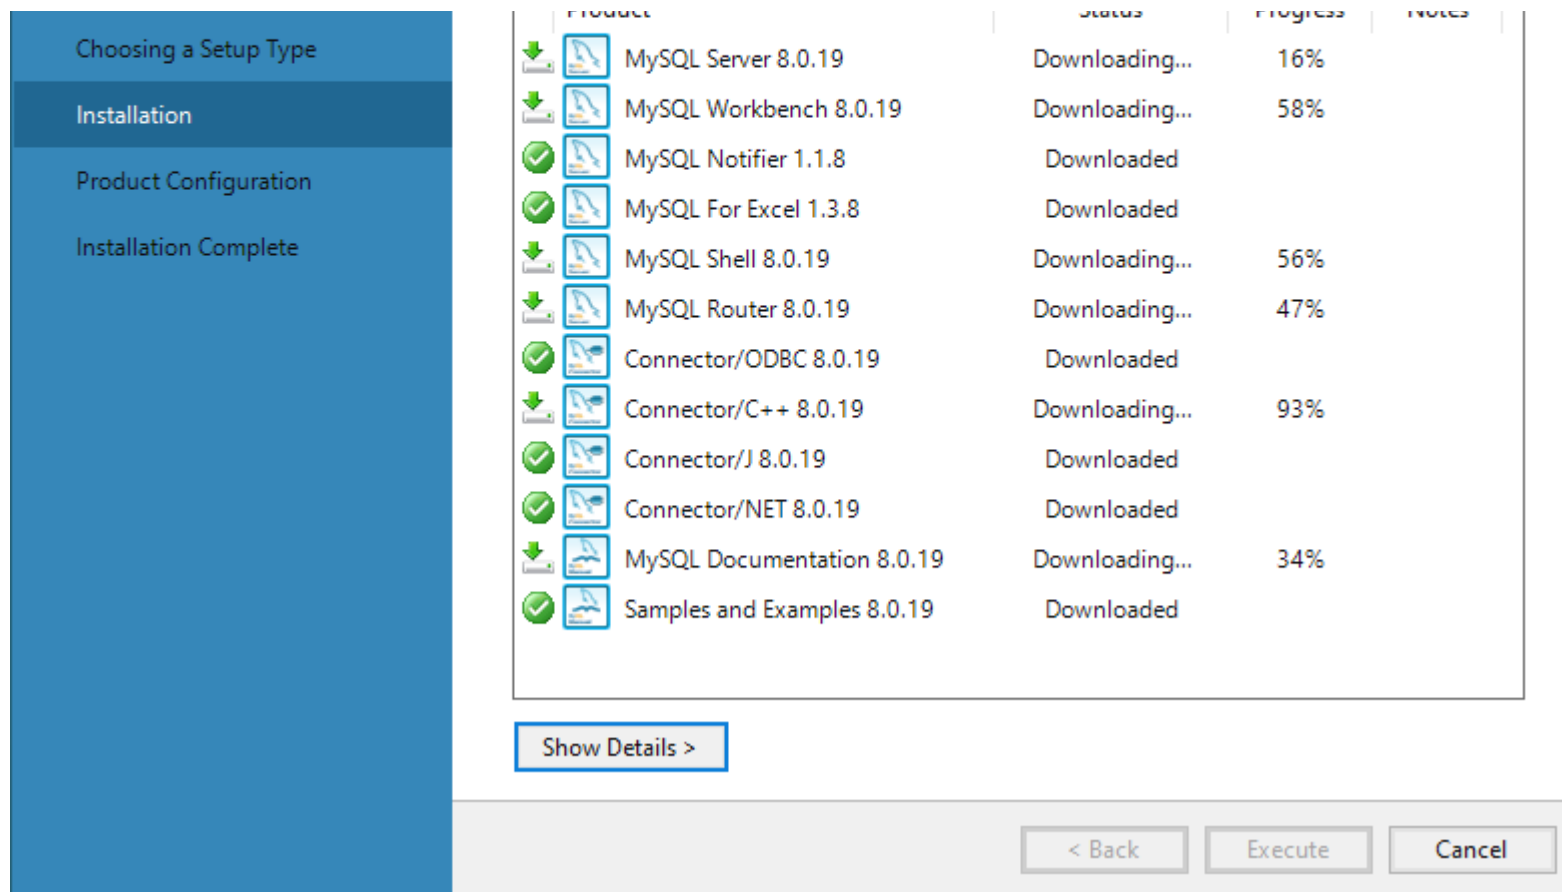 Choosing a Setup Type
Installation
Product Configuration
Installation Complete
Product Status Progress Notes
MySQL Server 8.0.19 Downloading... 16%
MySQL Workbench 8.0.19 Downloading... 58%
MySQL Notifier 1.1.8 Downloaded
MySQL For Excel 1.3.8 Downloaded
MySQL Shell 8.0.19 Downloading... 56%
MySQL Router 8.0.19 Downloading... 47%
Connector/ODBC 8.0.19 Downloaded
Connector/C++ 8.0.19 Downloading... 93%
Connector/J 8.0.19 Downloaded
Connector/NET 8.0.19 Downloaded
MySQL Documentation 8.0.19 Downloading... 34%
Samples and Examples 8.0.19 Downloaded
Show Details >
< Back Execute Cancel